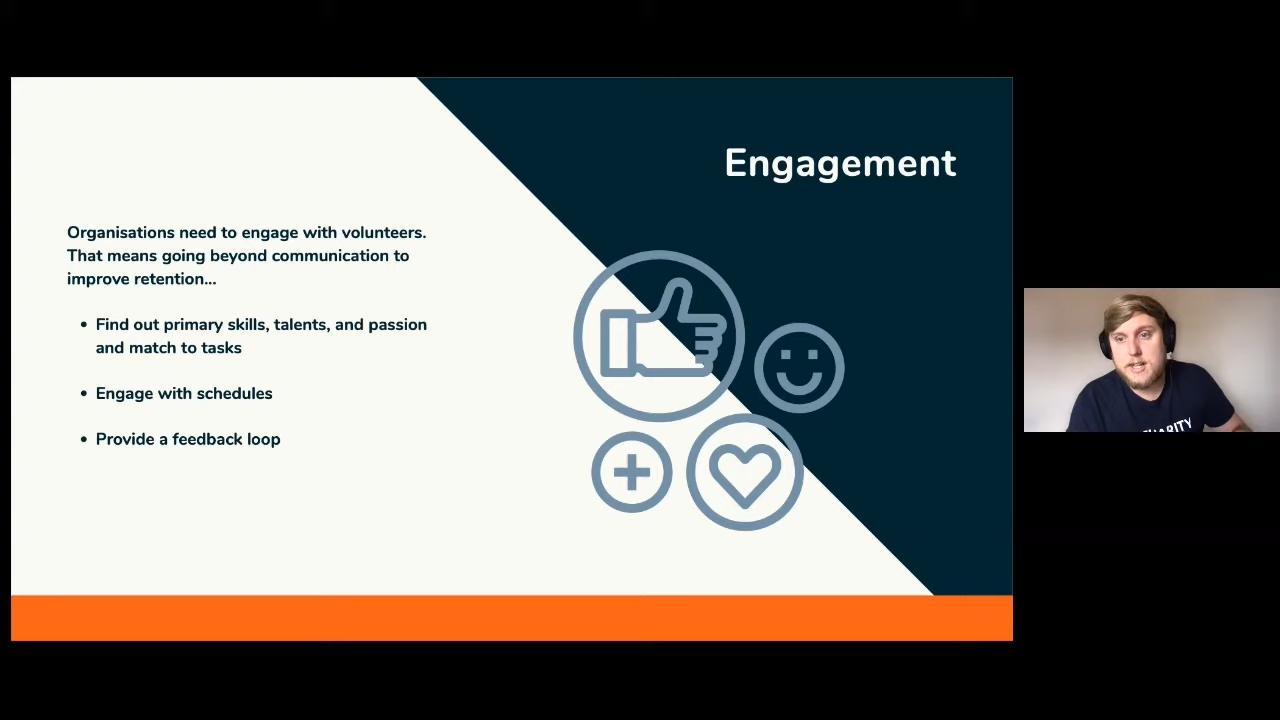 Engagement
Organisations need to engage with volunteers.
That means going beyond communication to
improve retention...
• Find out primary skills, talents, and passion
and match to tasks
• Engage with schedules
• Provide a feedback loop